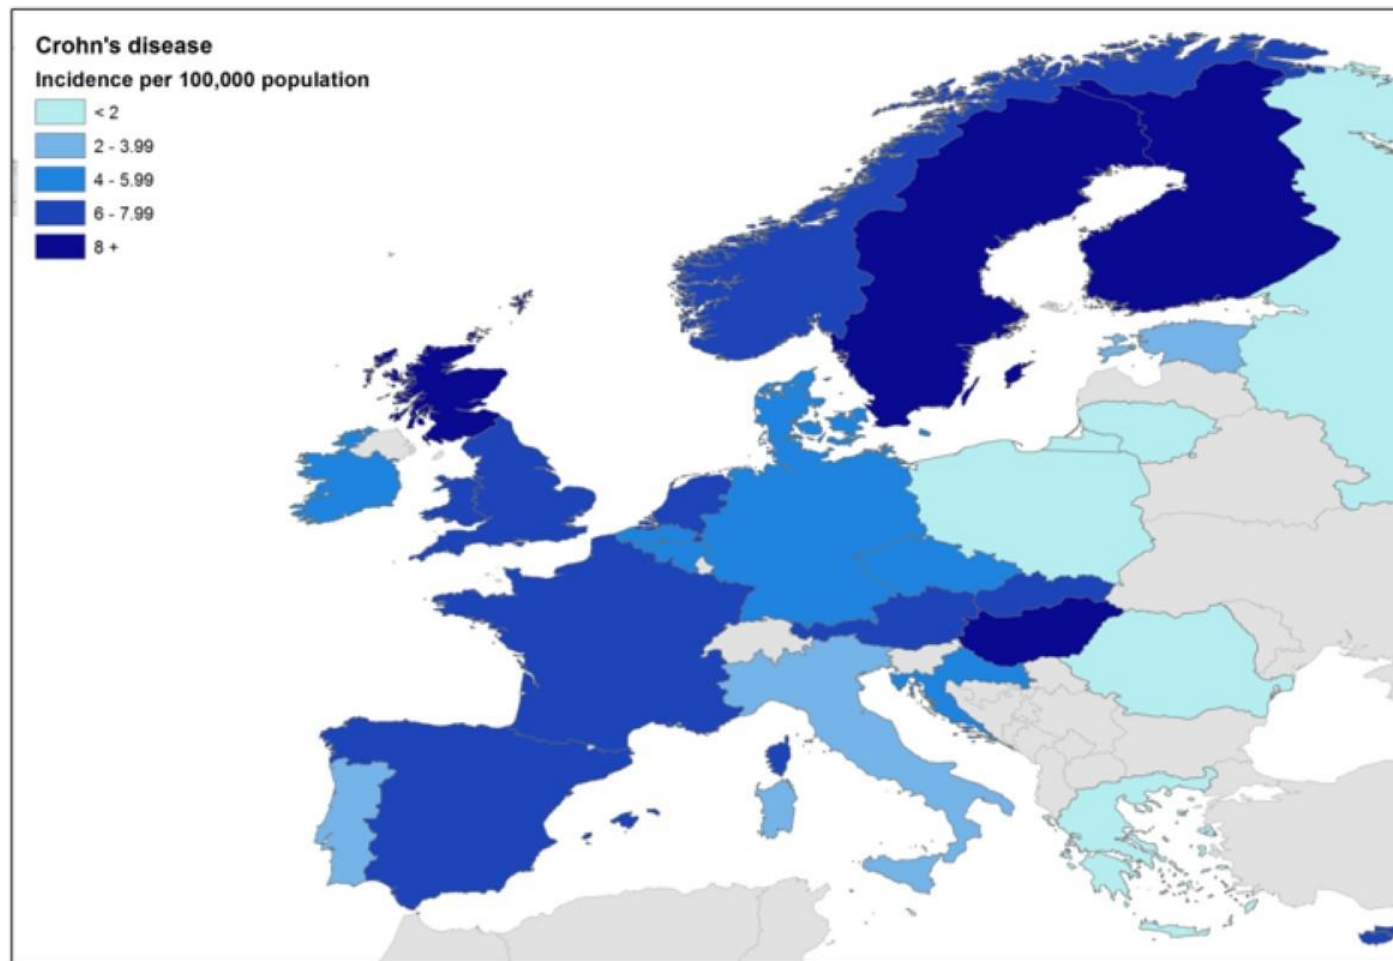 Crohn's disease
Incidence per 100,000 population
< 2
2 - 3.99
4 - 5.99
6 - 7.99
8 +